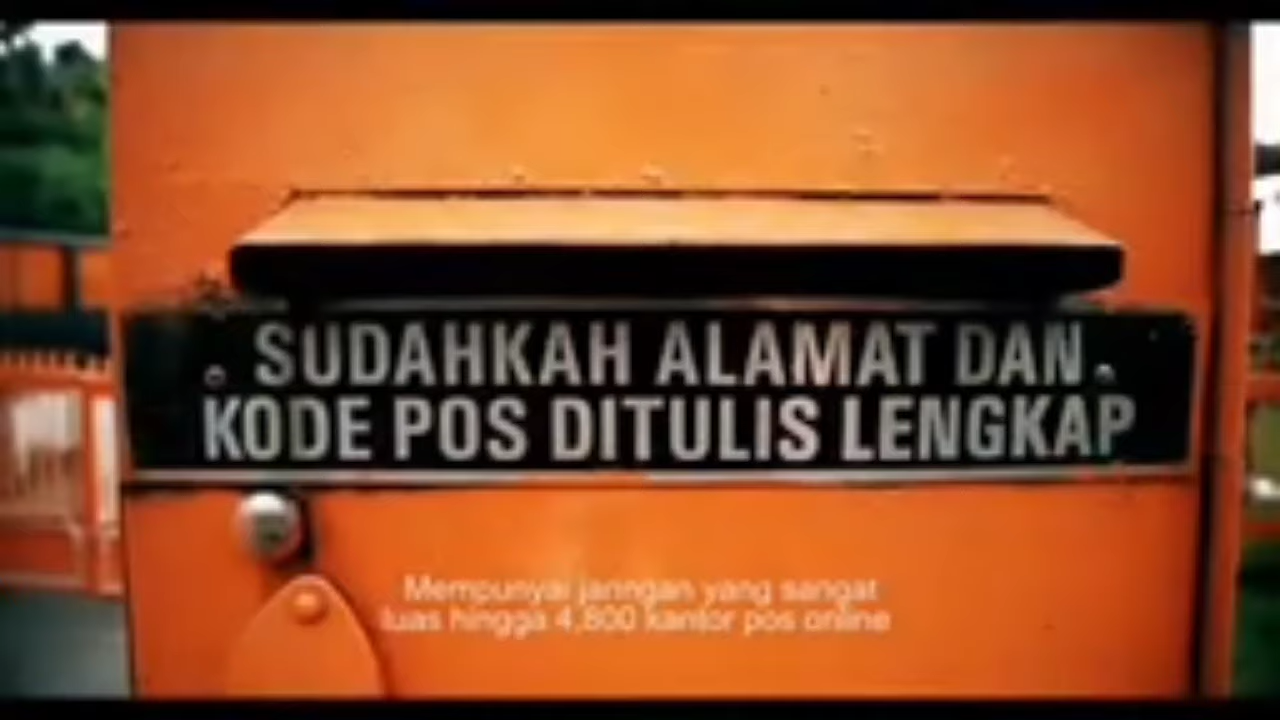 SUDAHKAH ALAMAT DAN
KODE POS DITULIS LENGKAP
Mempunyai jaringan yang sangat
luas hingga 4,800 kantor pos online